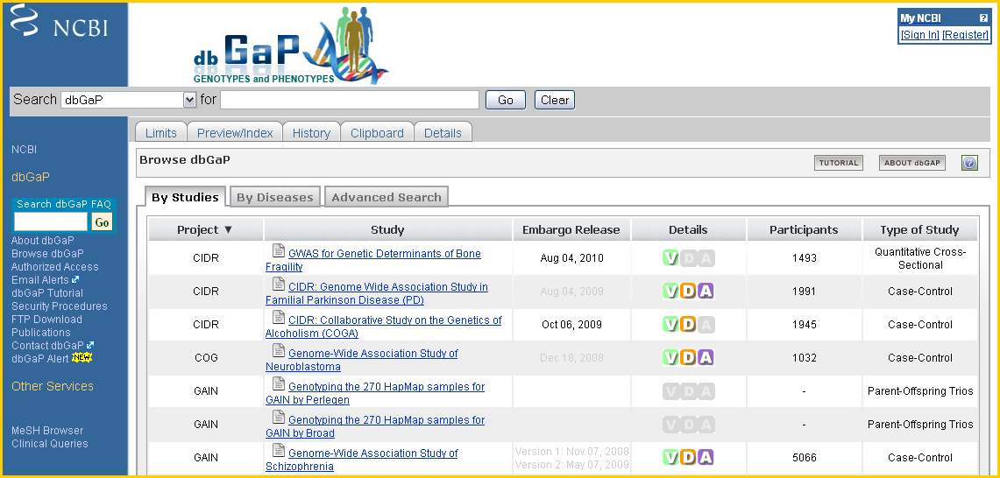 NCBI
db GaP
GENOTYPES and PHENOTYPES
My NCBI ?
[Sign In] [Register]
Search dbGaP for Go Clear
Limits Preview/Index History Clipboard Details
NCBI
dbGaP
Search dbGaP FAQ
Go
About dbGaP
Browse dbGaP
Authorized Access
Email Alerts
dbGaP Tutorial
Security Procedures
FTP Download
Publications
Contact dbGaP
dbGaP Alert NEW
Other Services
MeSH Browser
Clinical Queries
Browse dbGaP TUTORIAL ABOUT dbGAP ?
By Studies By Diseases Advanced Search
Project ▼ Study Embargo Release Details Participants Type of Study
CIDR GWAS for Genetic Determinants of Bone Aug 04, 2010 V D A 1493 Quantitative Cross-
Fragility Sectional
CIDR CIDR: Genome Wide Association Study in Aug 04, 2009 V D A 1991 Case-Control
Familial Parkinson Disease (PD)
CIDR CIDR: Collaborative Study on the Genetics of Oct 06, 2009 V D A 1945 Case-Control
Alcoholism (COGA)
COG Genome-Wide Association Study of Dec 18, 2008 V D A 1032 Case-Control
Neuroblastoma
GAIN Genotyping the 270 HapMap samples for V D A - Parent-Offspring Trios
GAIN by Perlegen
GAIN Genotyping the 270 HapMap samples for V D A - Parent-Offspring Trios
GAIN by Broad
GAIN Genome-Wide Association Study of Version 1: Nov 07, 2008 V D A 5066 Case-Control
Schizophrenia Version 2: May 07, 2009